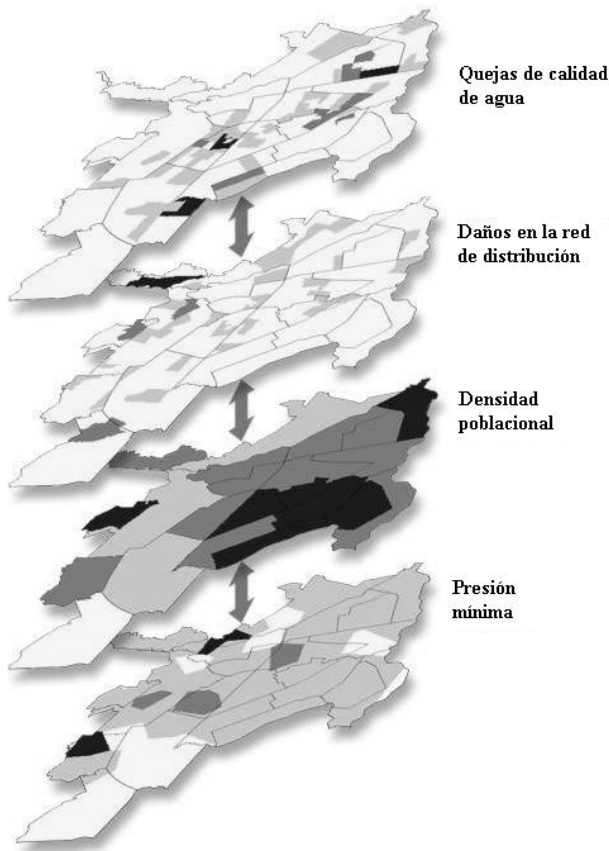 Quejas de calidad
de agua
Daños en la red
de distribución
Densidad
poblacional
Presión
mínima